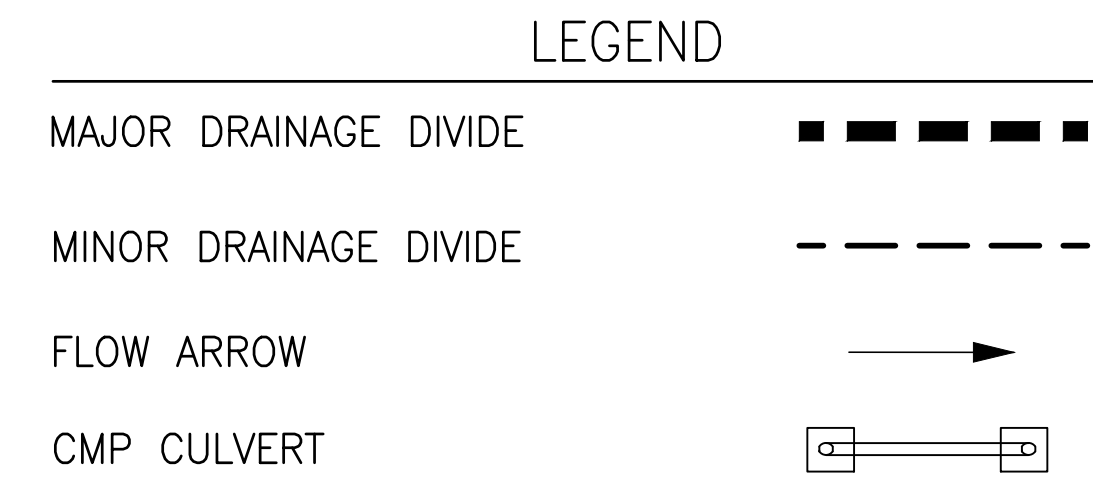 LEGEND
MAJOR DRAINAGE DIVIDE
MINOR DRAINAGE DIVIDE
FLOW ARROW
CMP CULVERT